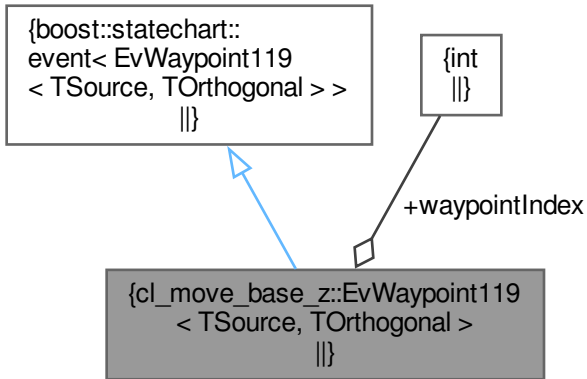 {boost::statechart::
event< EvWaypoint119
< TSource, TOrthogonal > >
||}
{int
||}
+waypointIndex
{cl_move_base_z::EvWaypoint119
< TSource, TOrthogonal >
||}